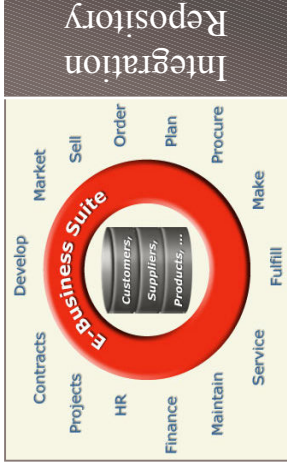 Integration
Repository
Develop
Contracts
Market
Projects
Sell
HR
Order
Finance
Plan
Maintain
Procure
Service
Make
Fulfill
E-Business Suite
Customers,
Suppliers,
Products, ...